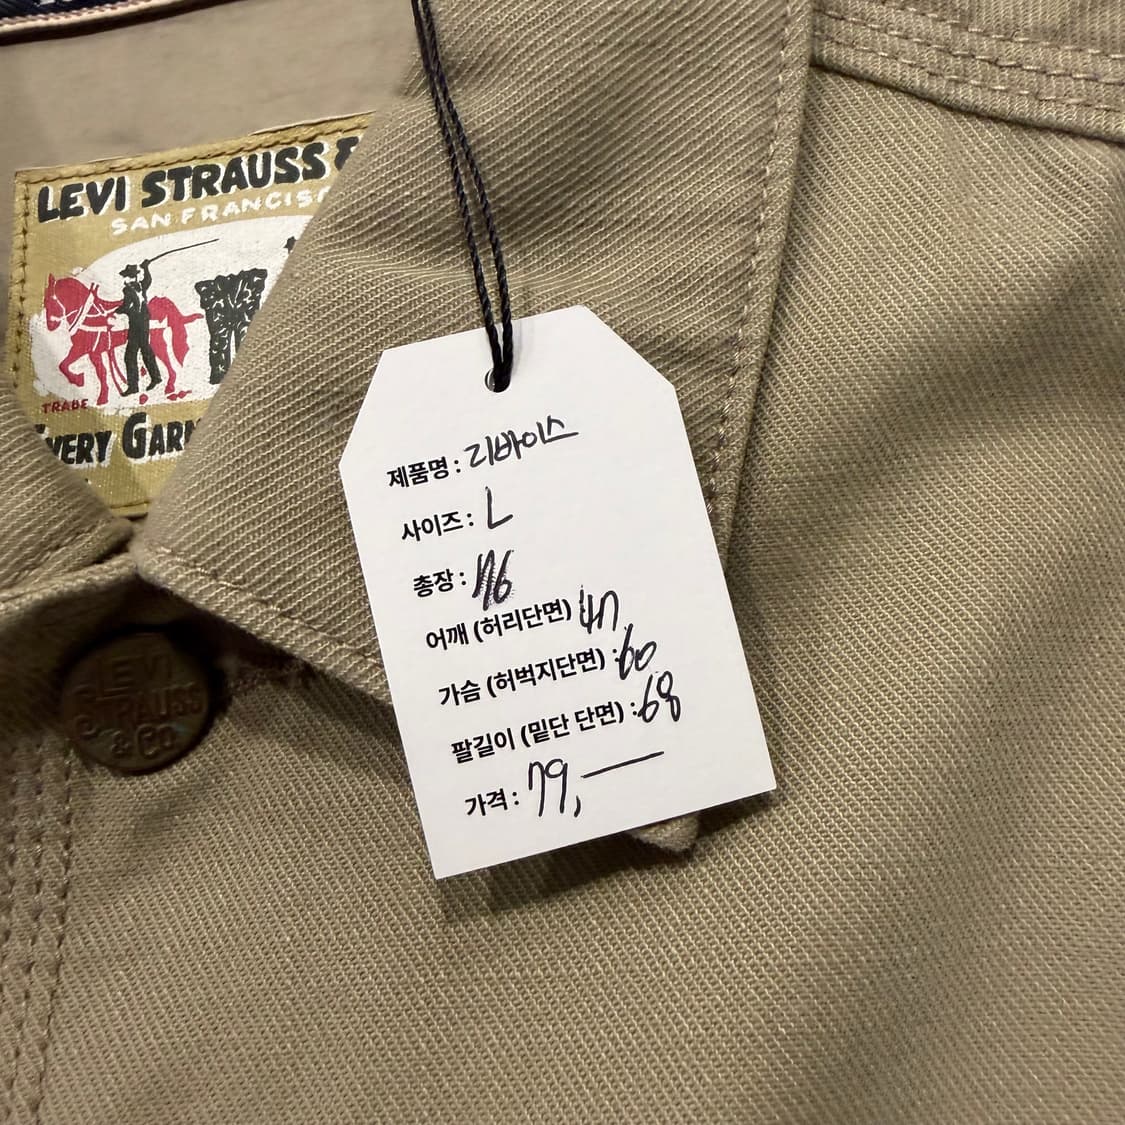 LEVI STRAUSS &
SAN FRANCISC
TRADE
EVERY GARM
LEVI
STRAUSS
& CO
제품명 : 리바이스
사이즈 : L
총장 : 76
어깨 (허리단면) 47
가슴 (허벅지단면) : 60
팔길이 (밑단 단면) : 68
가격 : 79,—